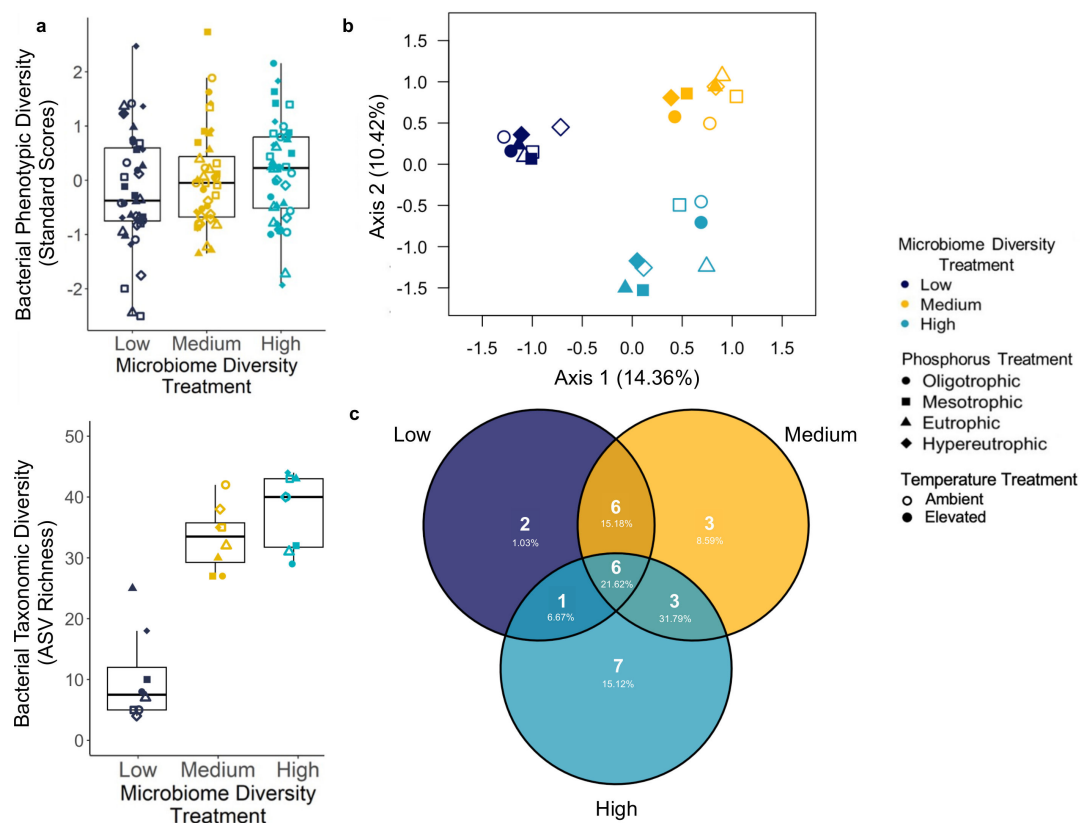 a
Bacterial Phenotypic Diversity
(Standard Scores)
2
1
0
-1
-2
Low Medium High
Microbiome Diversity
Treatment
b
Axis 2 (10.42%)
1.0
0.5
0.0
-0.5
-1.0
-1.5
-1.5 -1.0 -0.5 0.0 0.5 1.0 1.5
Axis 1 (14.36%)
Microbiome Diversity
Treatment
Low
Medium
High
Phosphorus Treatment
Oligotrophic
Mesotrophic
Eutrophic
Hypereutrophic
Temperature Treatment
Ambient
Elevated
Bacterial Taxonomic Diversity
(ASV Richness)
50
40
30
20
10
0
Low Medium High
Microbiome Diversity
Treatment
c
Low
Medium
6
15.18%
2
1.03%
3
8.59%
6
21.62%
1
6.67%
3
31.79%
7
15.12%
High